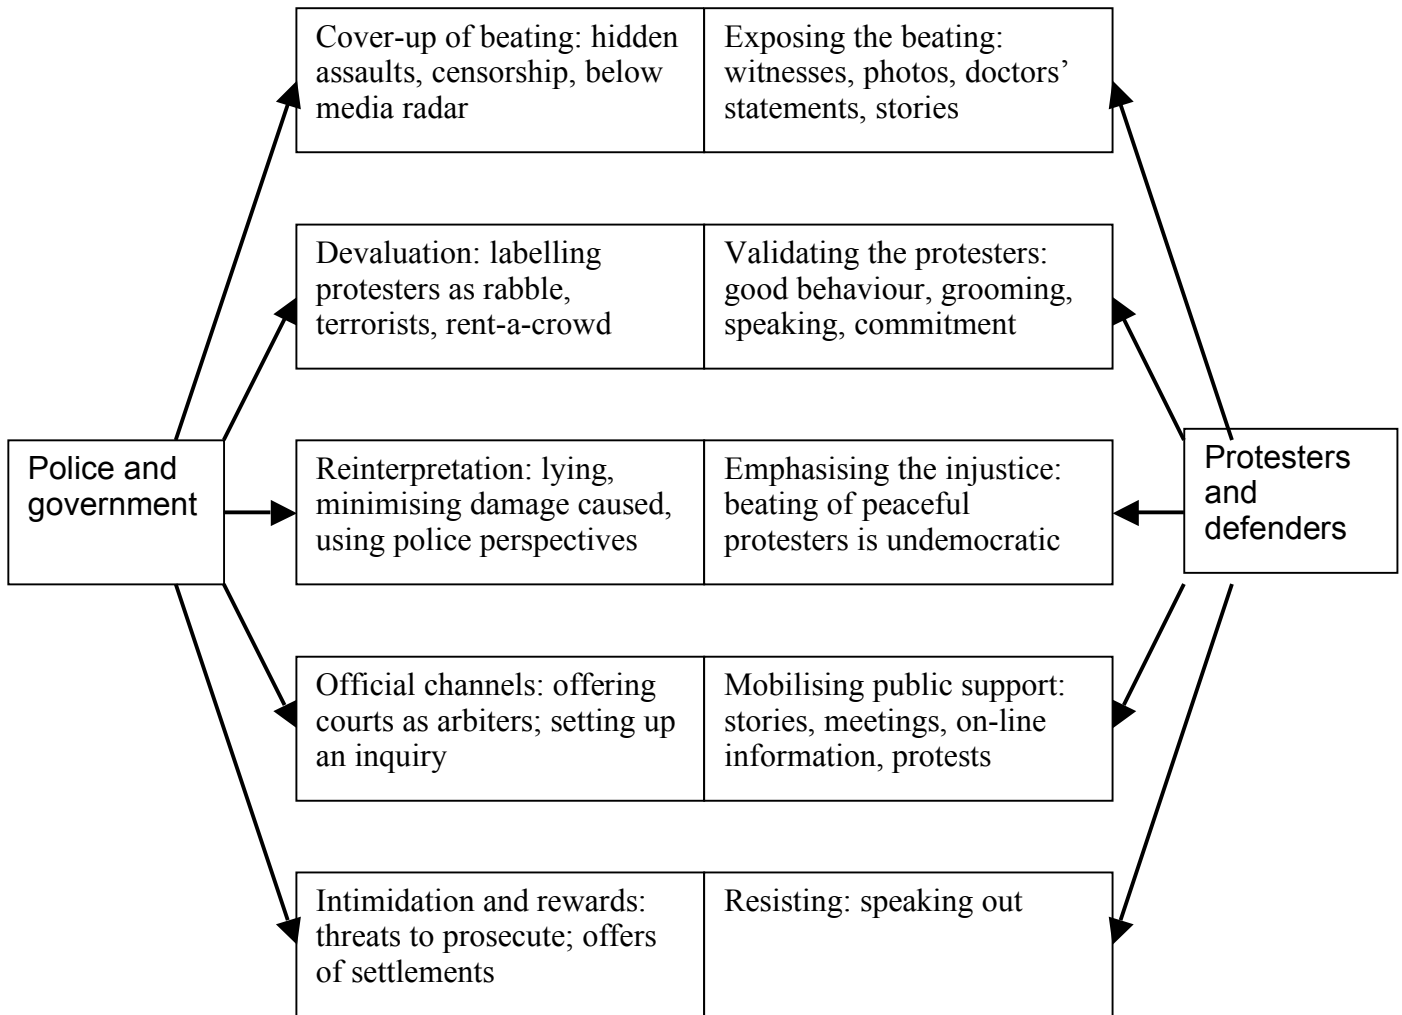 Cover-up of beating: hidden
assaults, censorship, below
media radar
Exposing the beating:
witnesses, photos, doctors’
statements, stories
Devaluation: labelling
protesters as rabble,
terrorists, rent-a-crowd
Validating the protesters:
good behaviour, grooming,
speaking, commitment
Police and
government
Reinterpretation: lying,
minimising damage caused,
using police perspectives
Emphasising the injustice:
beating of peaceful
protesters is undemocratic
Protesters
and
defenders
Official channels: offering
courts as arbiters; setting up
an inquiry
Mobilising public support:
stories, meetings, on-line
information, protests
Intimidation and rewards:
threats to prosecute; offers
of settlements
Resisting: speaking out